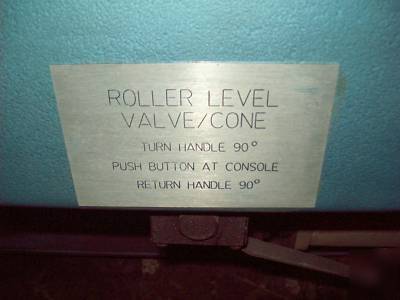 ROLLER LEVEL
VALVE/CONE
TURN HANDLE 90°
PUSH BUTTON AT CONSOLE
RETURN HANDLE 90°